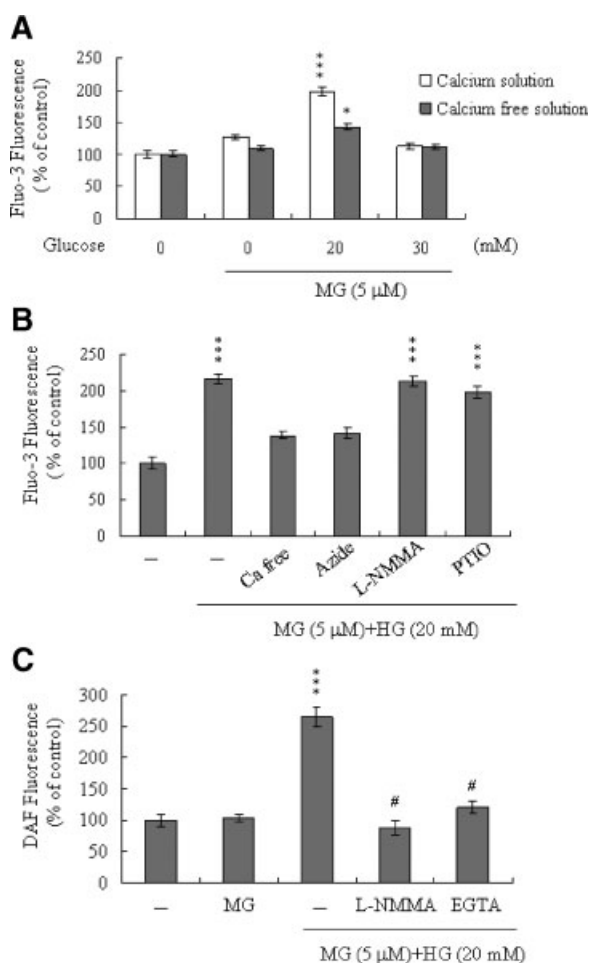 A
Fluo-3 Fluorescence
( % of control)
250
200
150
100
50
0
***
*
Calcium solution
Calcium free solution
Glucose 0 0 20 30 (mM)
MG (5 μM)
B
Fluo-3 Fluorescence
( % of control)
250
200
150
100
50
0
***
***
***
— — Ca free Azide L-NMMA PTIO
MG (5 μM)+HG (20 mM)
C
DAF Fluorescence
(% of control)
300
250
200
150
100
50
0
***
#
#
— MG — L-NMMA EGTA
MG (5 μM)+HG (20 mM)